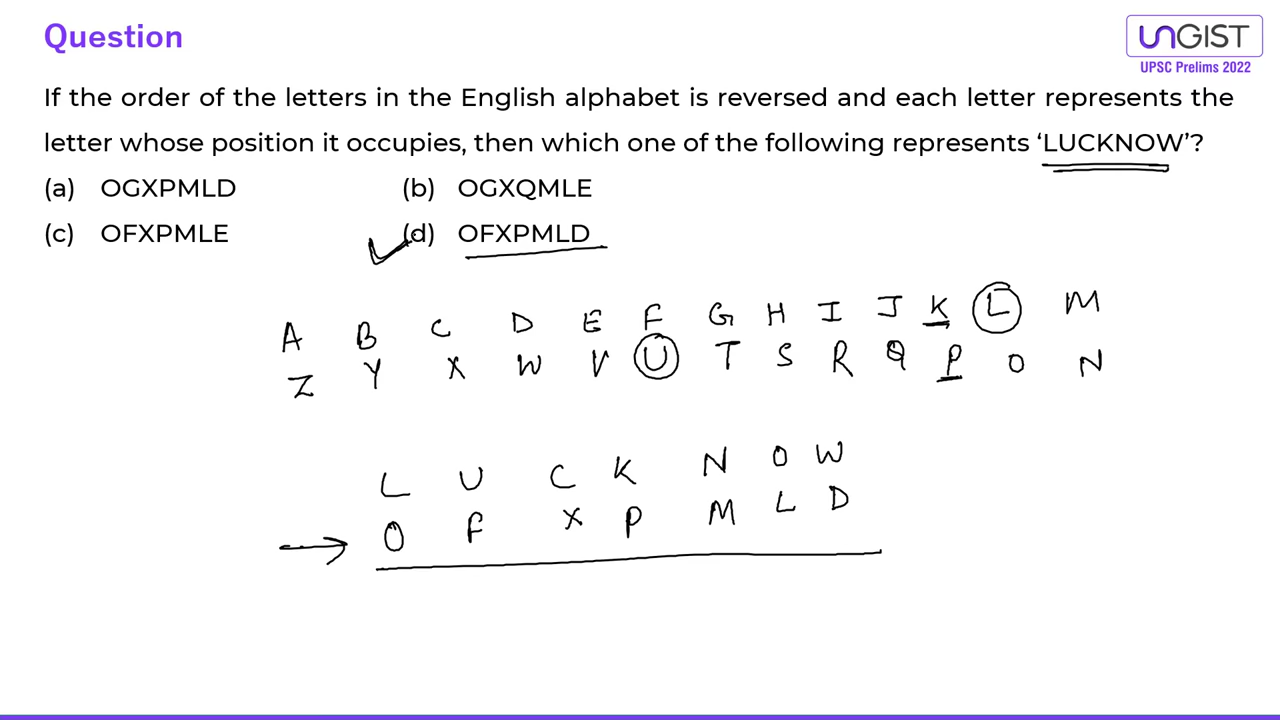 Question
UNGIST
UPSC Prelims 2022
If the order of the letters in the English alphabet is reversed and each letter represents the
letter whose position it occupies, then which one of the following represents ‘LUCKNOW’?
(a) OGXPMLD (b) OGXQMLE
(c) OFXPMLE (d) OFXPMLD
A B C D E F G H I J K L M
Z Y X W V U T S R Q P O N
L U C K N O W
O F X P M L D